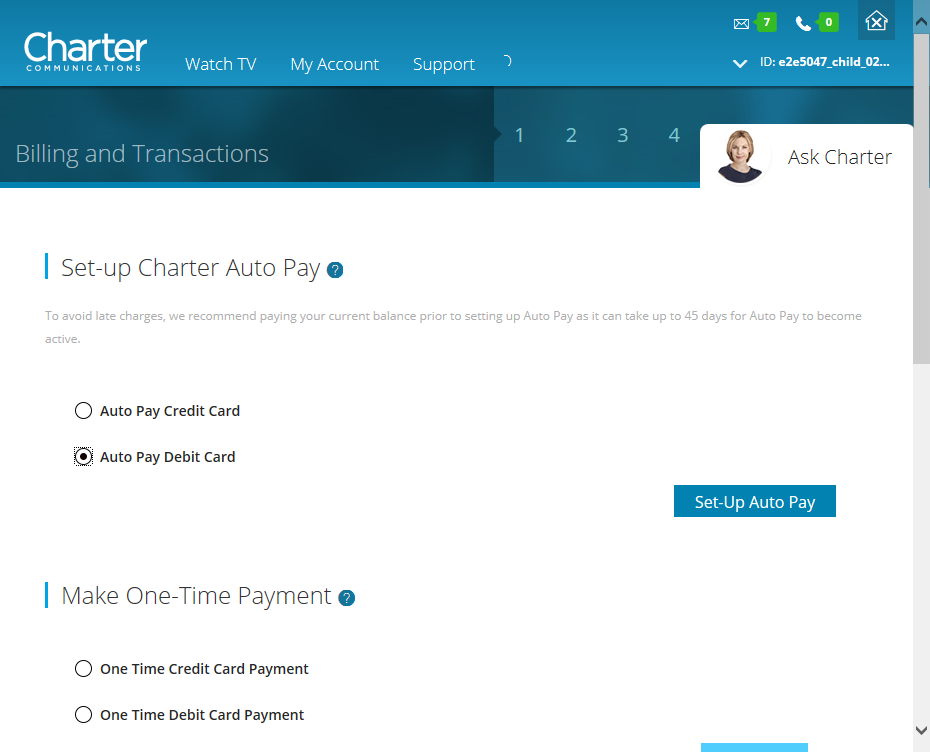 7
0
Charter
COMMUNICATIONS
Watch TV
My Account
Support
ID: e2e5047_child_02...
Billing and Transactions
1
2
3
4
Ask Charter
Set-up Charter Auto Pay ?
To avoid late charges, we recommend paying your current balance prior to setting up Auto Pay as it can take up to 45 days for Auto Pay to become
active.
Auto Pay Credit Card
Auto Pay Debit Card
Set-Up Auto Pay
Make One-Time Payment ?
One Time Credit Card Payment
One Time Debit Card Payment